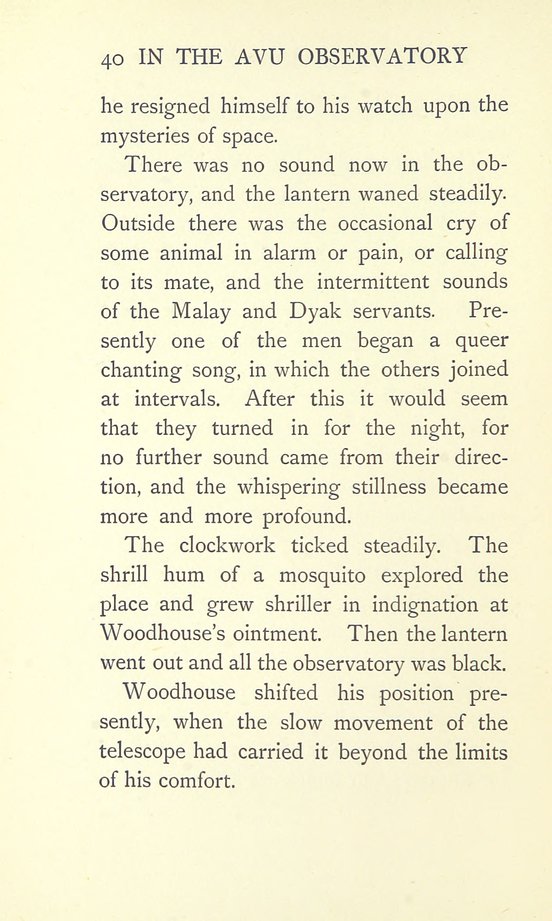 40 IN THE AVU OBSERVATORY
he resigned himself to his watch upon the
mysteries of space.
There was no sound now in the ob-
servatory, and the lantern waned steadily.
Outside there was the occasional cry of
some animal in alarm or pain, or calling
to its mate, and the intermittent sounds
of the Malay and Dyak servants. Pre-
sently one of the men began a queer
chanting song, in which the others joined
at intervals. After this it would seem
that they turned in for the night, for
no further sound came from their direc-
tion, and the whispering stillness became
more and more profound.
The clockwork ticked steadily. The
shrill hum of a mosquito explored the
place and grew shriller in indignation at
Woodhouse's ointment. Then the lantern
went out and all the observatory was black.
Woodhouse shifted his position pre-
sently, when the slow movement of the
telescope had carried it beyond the limits
of his comfort.